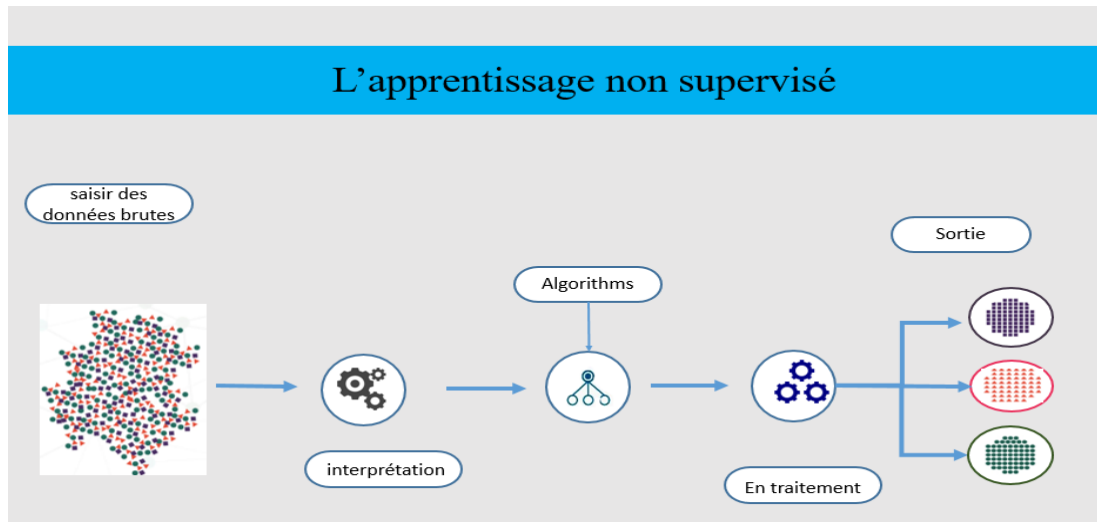 L'apprentissage non supervisé
saisir des
données brutes
Sortie
Algorithms
interprétation
En traitement